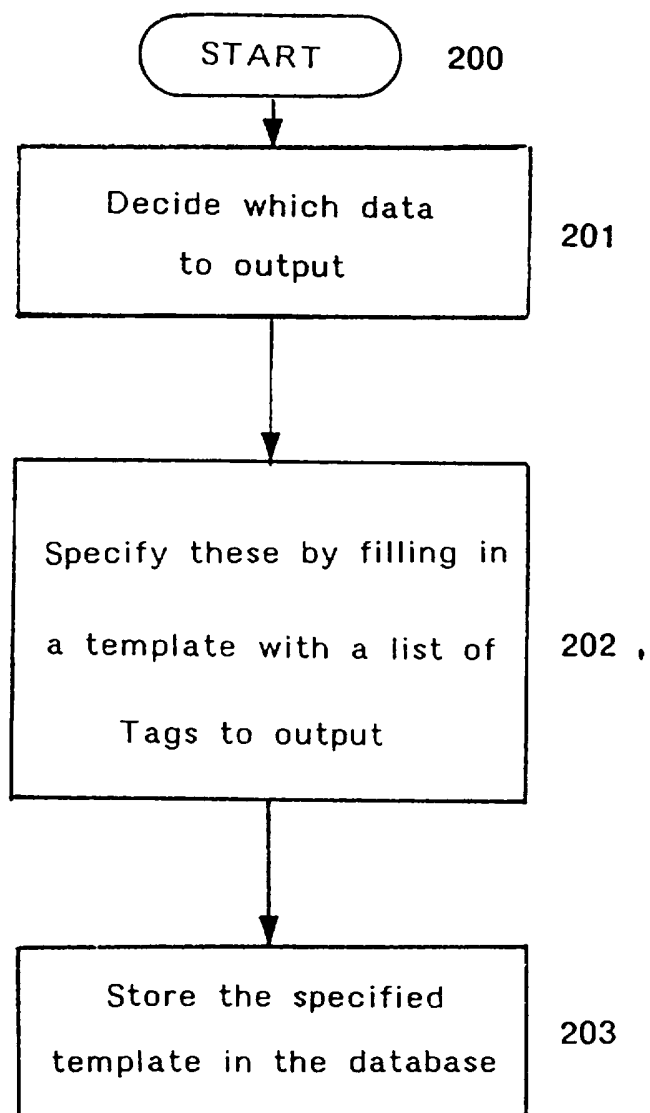 START 200
Decide which data
to output
201
Specify these by filling in
a template with a list of
Tags to output
202 ,
Store the specified
template in the database
203